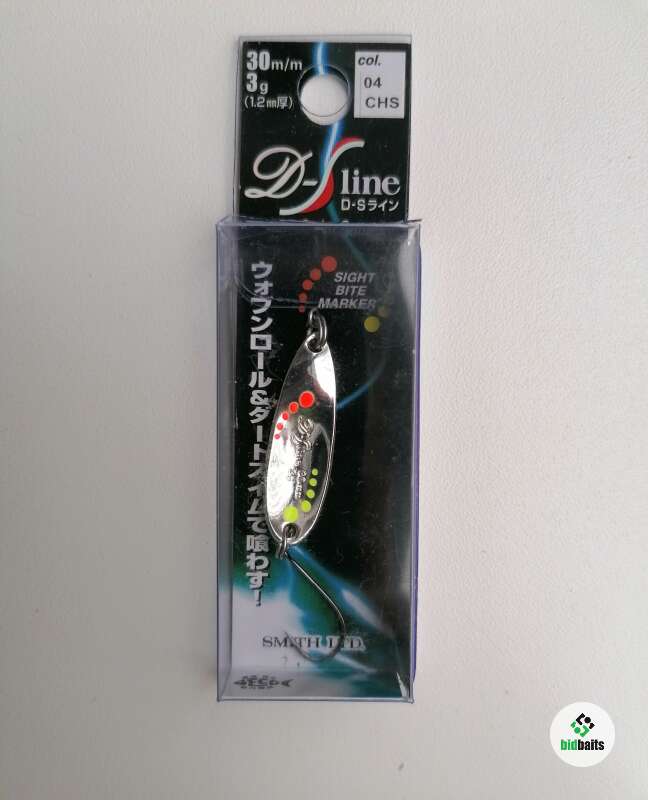 30m/m
3g
(1.2mm厚)
col.
04
CHS
D-S line
D-Sライン
SIGHT
BITE
MARKER
ウォブンロール&ダートスイムで喰わす!
SMITH LTD.
bidbaits